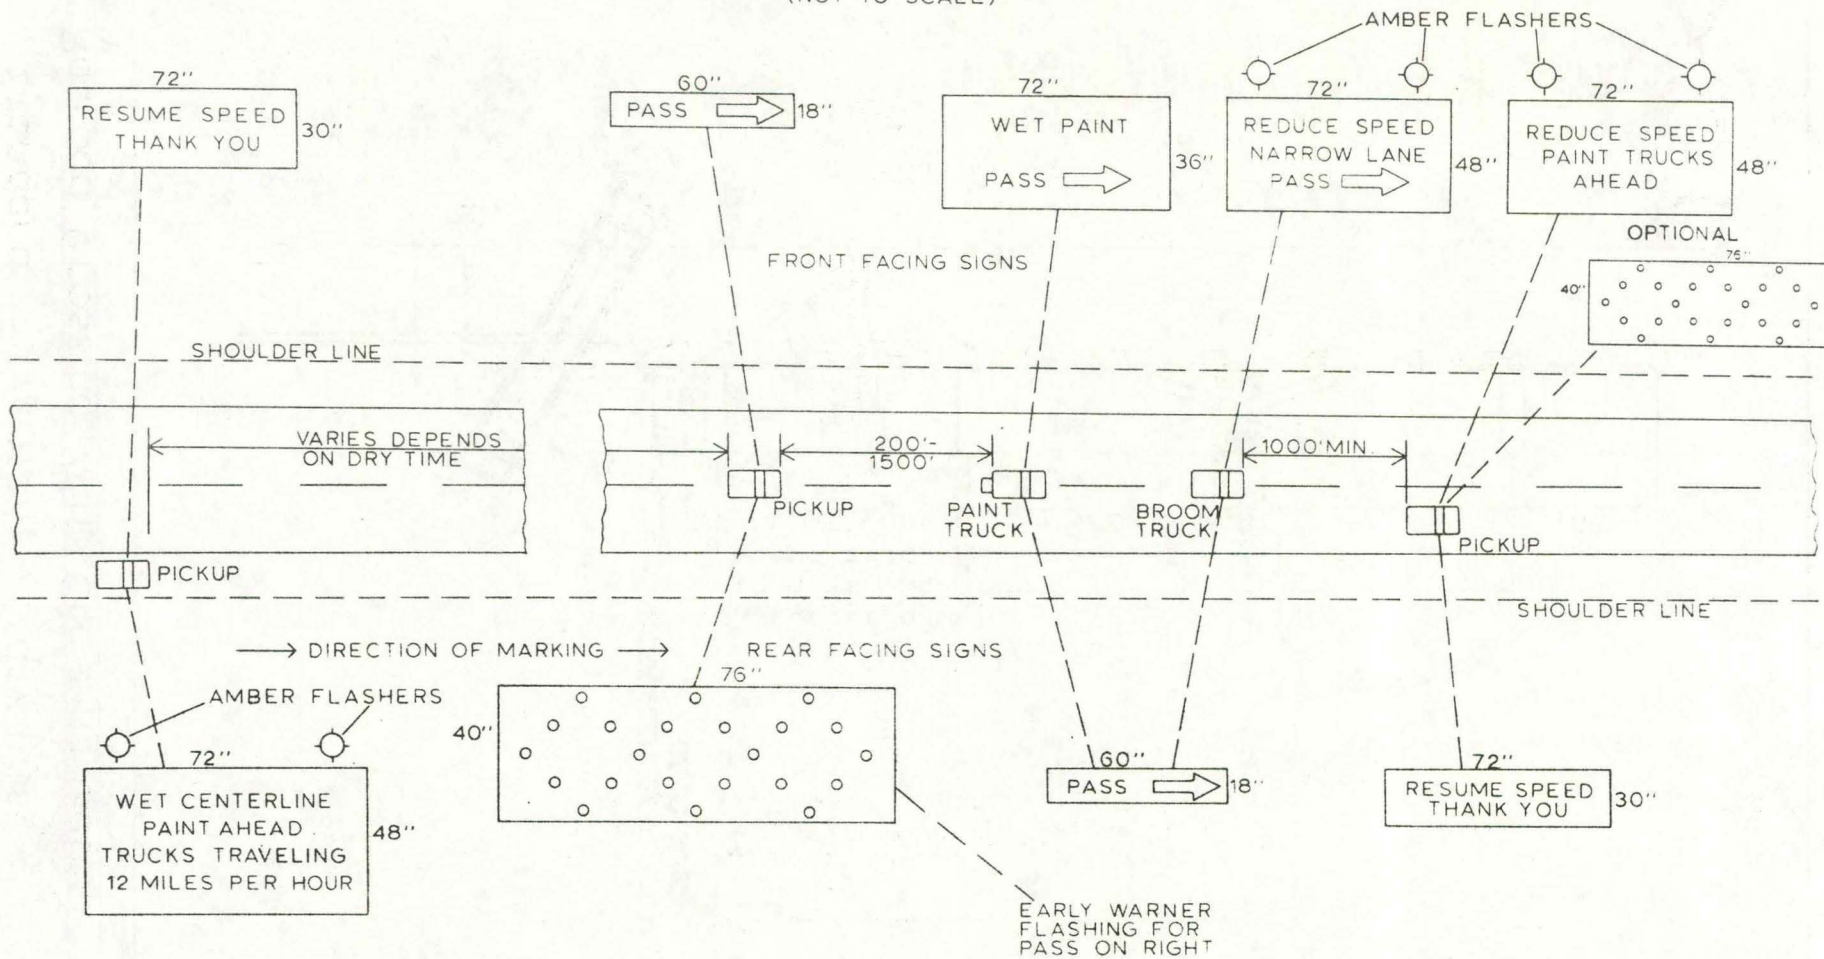 (NOT TO SCALE)
AMBER FLASHERS
72"
RESUME SPEED
THANK YOU
30"
60"
PASS
18"
72"
WET PAINT
PASS
36"
72"
REDUCE SPEED
NARROW LANE
PASS
48"
72"
REDUCE SPEED
PAINT TRUCKS
AHEAD
48"
OPTIONAL
76"
40"
FRONT FACING SIGNS
SHOULDER LINE
VARIES DEPENDS
ON DRY TIME
200'-
1500'
1000'MIN.
PICKUP
PAINT
TRUCK
BROOM
TRUCK
PICKUP
PICKUP
SHOULDER LINE
DIRECTION OF MARKING
REAR FACING SIGNS
AMBER FLASHERS
72"
WET CENTERLINE
PAINT AHEAD
TRUCKS TRAVELING
12 MILES PER HOUR
48"
76"
40"
60"
PASS
18"
72"
RESUME SPEED
THANK YOU
30"
EARLY WARNER
FLASHING FOR
PASS ON RIGHT